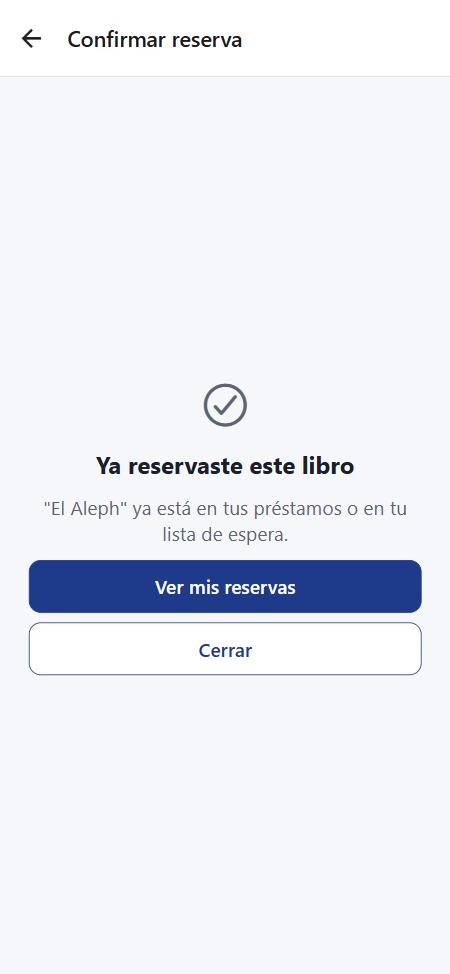 Confirmar reserva
Ya reservaste este libro
"El Aleph" ya está en tus préstamos o en tu
lista de espera.
Ver mis reservas
Cerrar